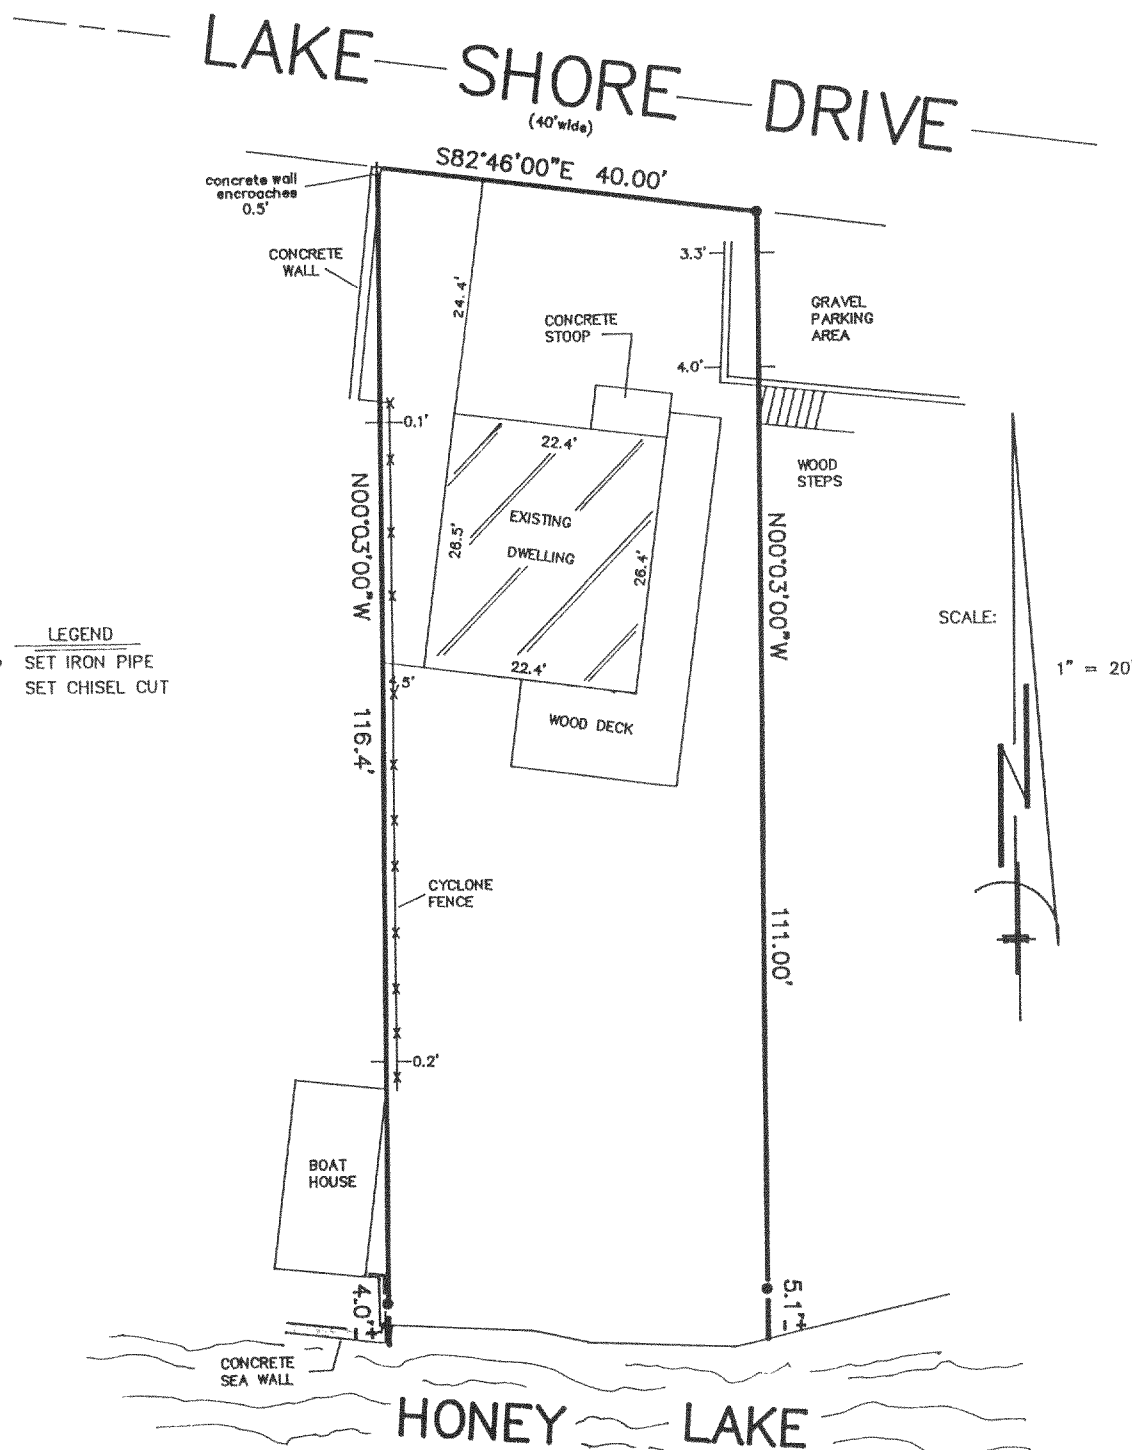 LAKE SHORE DRIVE
(40'wide)
S82°46'00"E 40.00'
concrete wall
encroaches
0.5'
CONCRETE
WALL
24.4'
3.3'
GRAVEL
PARKING
AREA
CONCRETE
STOOP
4.0'
0.1'
22.4'
WOOD
STEPS
N00°03'00"W
EXISTING
DWELLING
26.5'
26.4'
N00°03'00"W
SCALE:
1" = 20'
LEGEND
SET IRON PIPE
SET CHISEL CUT
22.4'
4.5'
116.4'
WOOD DECK
N
CYCLONE
FENCE
111.00'
0.2'
BOAT
HOUSE
4.0'±
5.1'±
CONCRETE
SEA WALL
HONEY LAKE